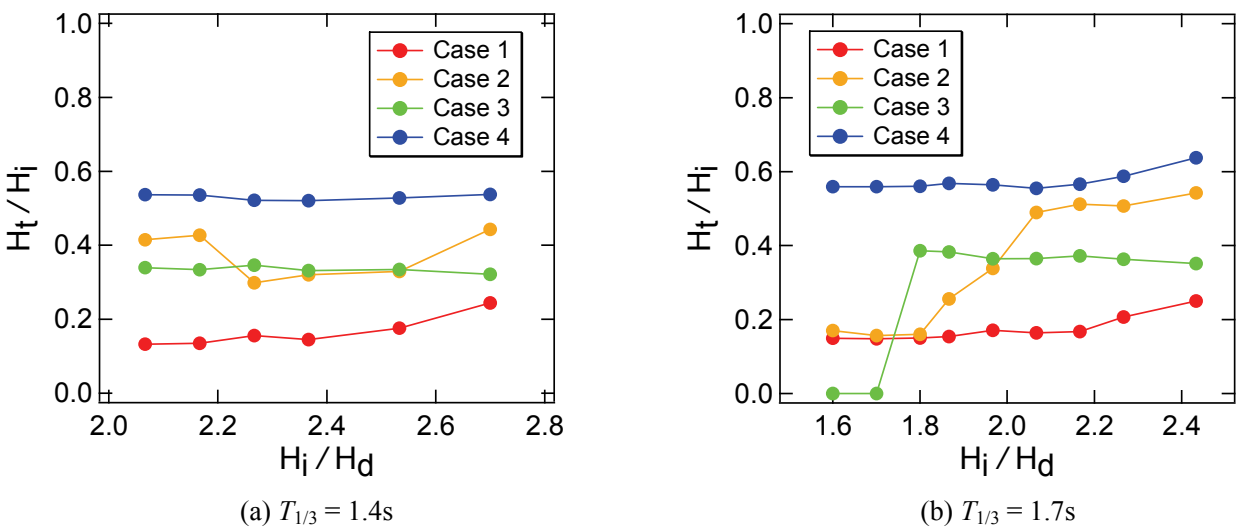 1.0
0.8
0.6
0.4
0.2
0.0
Ht / Hi
Case 1
Case 2
Case 3
Case 4
2.0 2.2 2.4 2.6 2.8
Hi / Hd
(a) T1/3 = 1.4s
1.0
0.8
0.6
0.4
0.2
0.0
Ht / Hi
Case 1
Case 2
Case 3
Case 4
1.6 1.8 2.0 2.2 2.4
Hi / Hd
(b) T1/3 = 1.7s